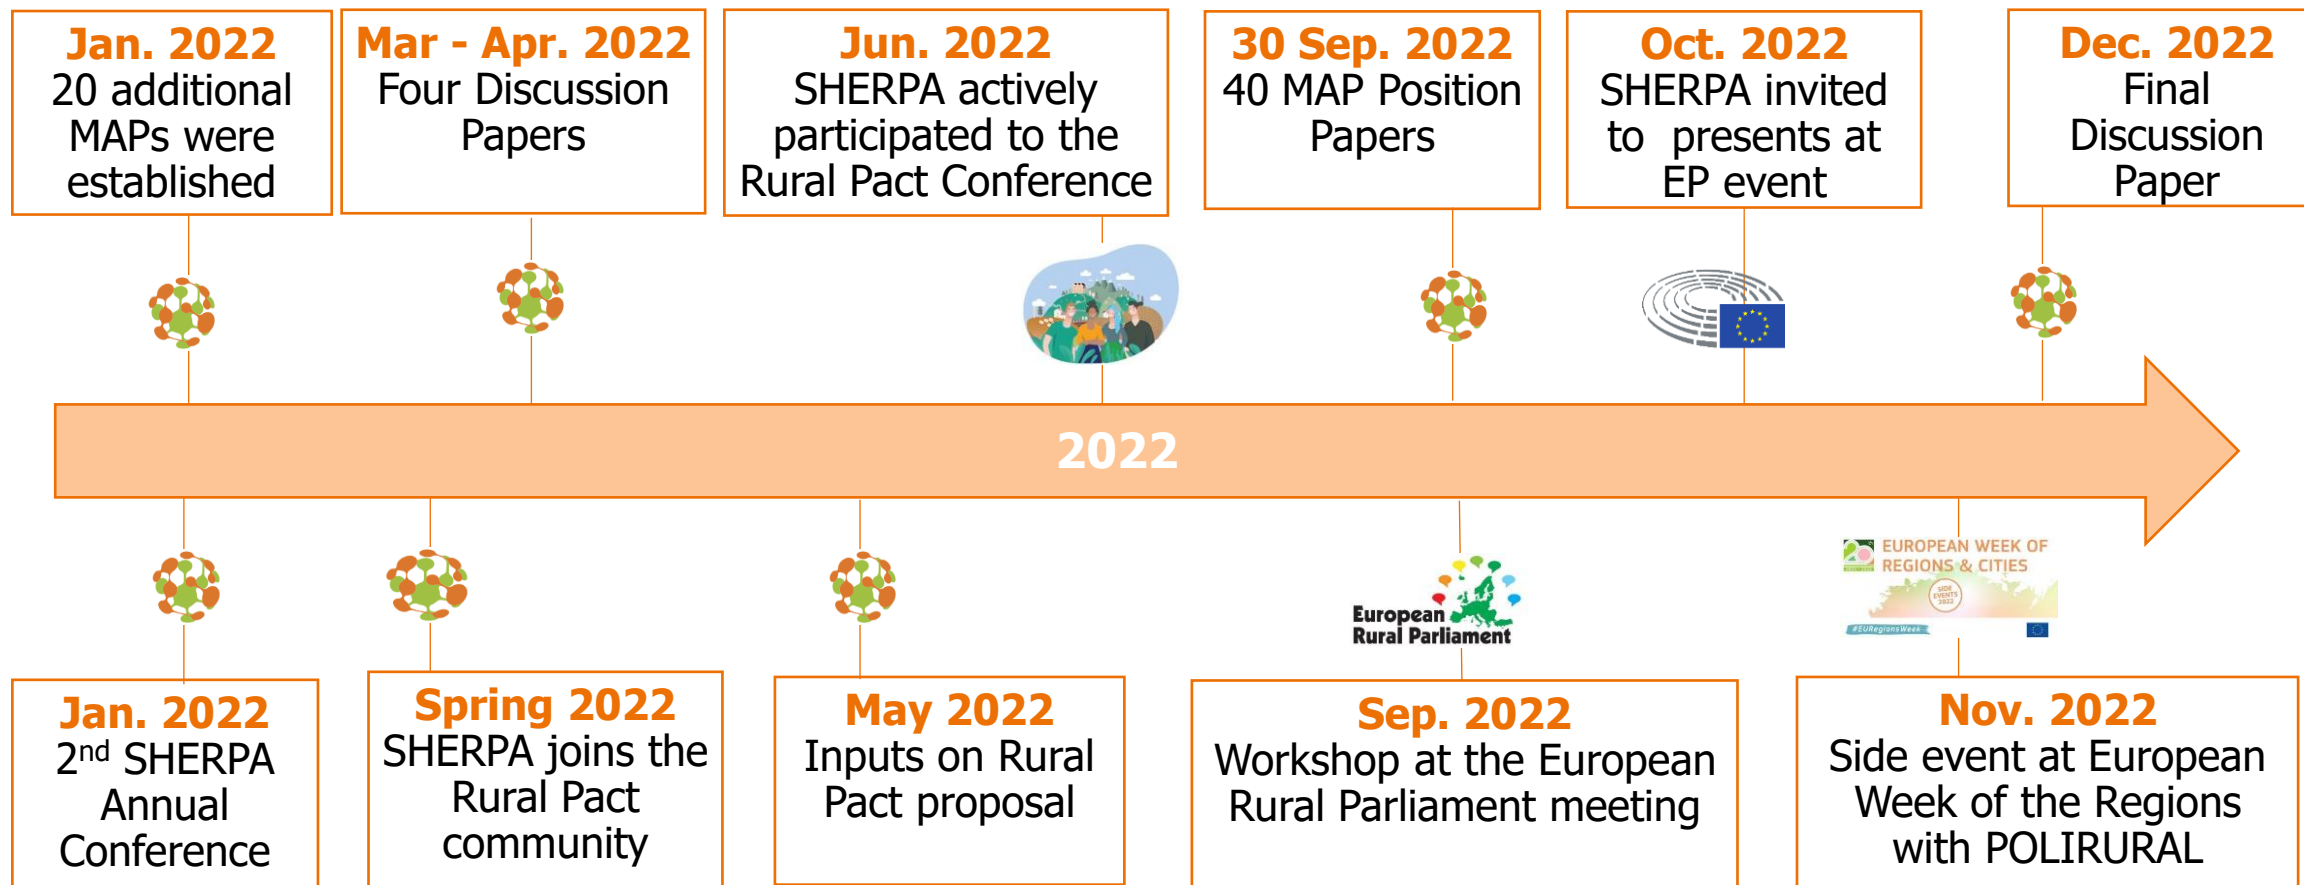 Jan. 2022
20 additional
MAPs were
established
Mar - Apr. 2022
Four Discussion
Papers
Jun. 2022
SHERPA actively
participated to the
Rural Pact Conference
30 Sep. 2022
40 MAP Position
Papers
Oct. 2022
SHERPA invited
to presents at
EP event
Dec. 2022
Final
Discussion
Paper
2022
European
Rural Parliament
20
EUROPEAN WEEK OF
REGIONS & CITIES
SIDE
EVENTS
2022
#EURegionsWeek
Jan. 2022
2nd SHERPA
Annual
Conference
Spring 2022
SHERPA joins the
Rural Pact
community
May 2022
Inputs on Rural
Pact proposal
Sep. 2022
Workshop at the European
Rural Parliament meeting
Nov. 2022
Side event at European
Week of the Regions
with POLIRURAL